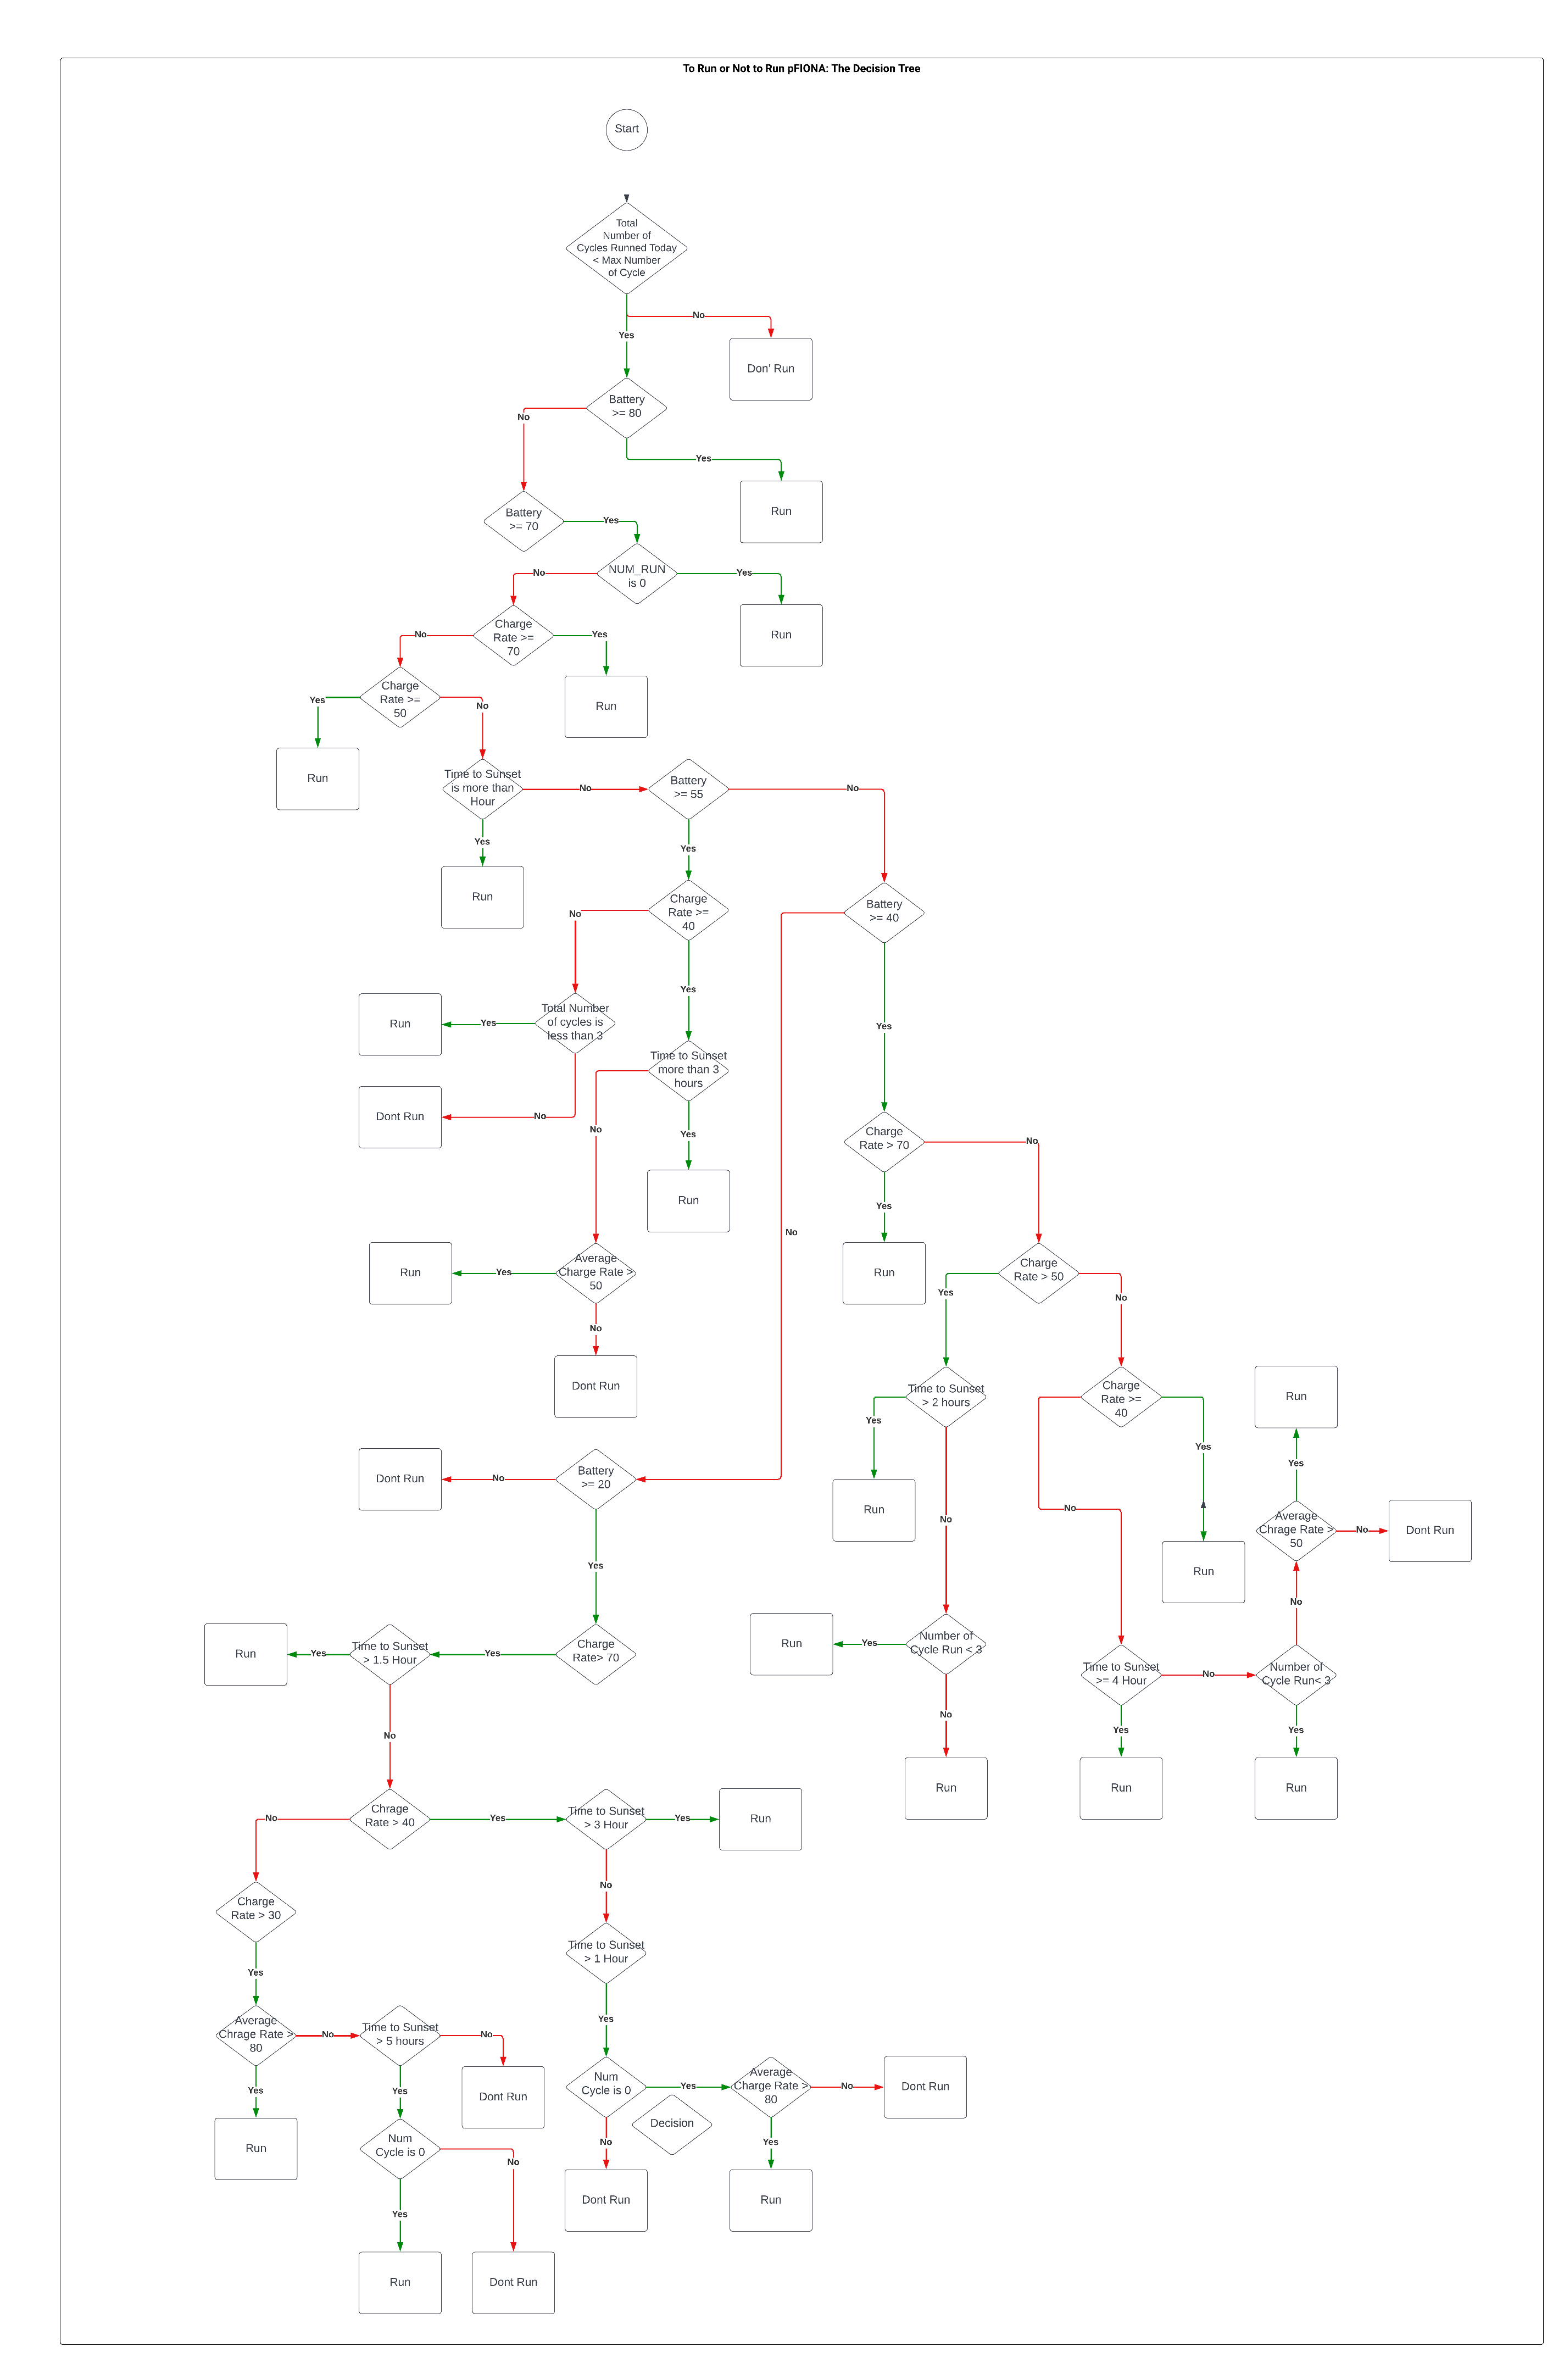 To Run or Not to Run pFIONA: The Decision Tree
Start
Total
Number of
Cycles Runned Today
< Max Number
of Cycle
No
Yes
Don' Run
Battery
>= 80
No
Yes
Run
Battery
>= 70
Yes
NUM_RUN
is 0
No
Yes
Run
Charge
Rate >=
70
No
Yes
Run
Charge
Rate >=
50
Yes
No
Run
Time to Sunset
is more than
Hour
No
Yes
Run
Battery
>= 55
No
Yes
Charge
Rate >=
40
No
Yes
Battery
>= 40
Yes
No
Total Number
of cycles is
less than 3
Yes
Run
No
Dont Run
Time to Sunset
more than 3
hours
No
Yes
Run
Charge
Rate > 70
No
Yes
Run
Average
Charge Rate >
50
Yes
Run
No
Dont Run
Charge
Rate > 50
Yes
No
Time to Sunset
> 2 hours
Yes
Run
No
Charge
Rate >=
40
Yes
Run
No
Run
Yes
Average
Chrage Rate >
50
No
Dont Run
No
Battery
>= 20
No
Dont Run
Yes
Number of
Cycle Run < 3
Yes
Run
No
Run
Time to Sunset
>= 4 Hour
No
Yes
Run
Number of
Cycle Run< 3
Yes
Run
Charge
Rate> 70
Yes
Time to Sunset
> 1.5 Hour
Yes
Run
No
Chrage
Rate > 40
No
Yes
Time to Sunset
> 3 Hour
Yes
Run
No
Charge
Rate > 30
Yes
Time to Sunset
> 1 Hour
Yes
Average
Chrage Rate >
80
No
Yes
Run
Time to Sunset
> 5 hours
No
Dont Run
Yes
Num
Cycle is 0
Yes
No
Dont Run
Decision
Average
Charge Rate >
80
No
Dont Run
Yes
Run
Num
Cycle is 0
No
Yes
Run
Dont Run